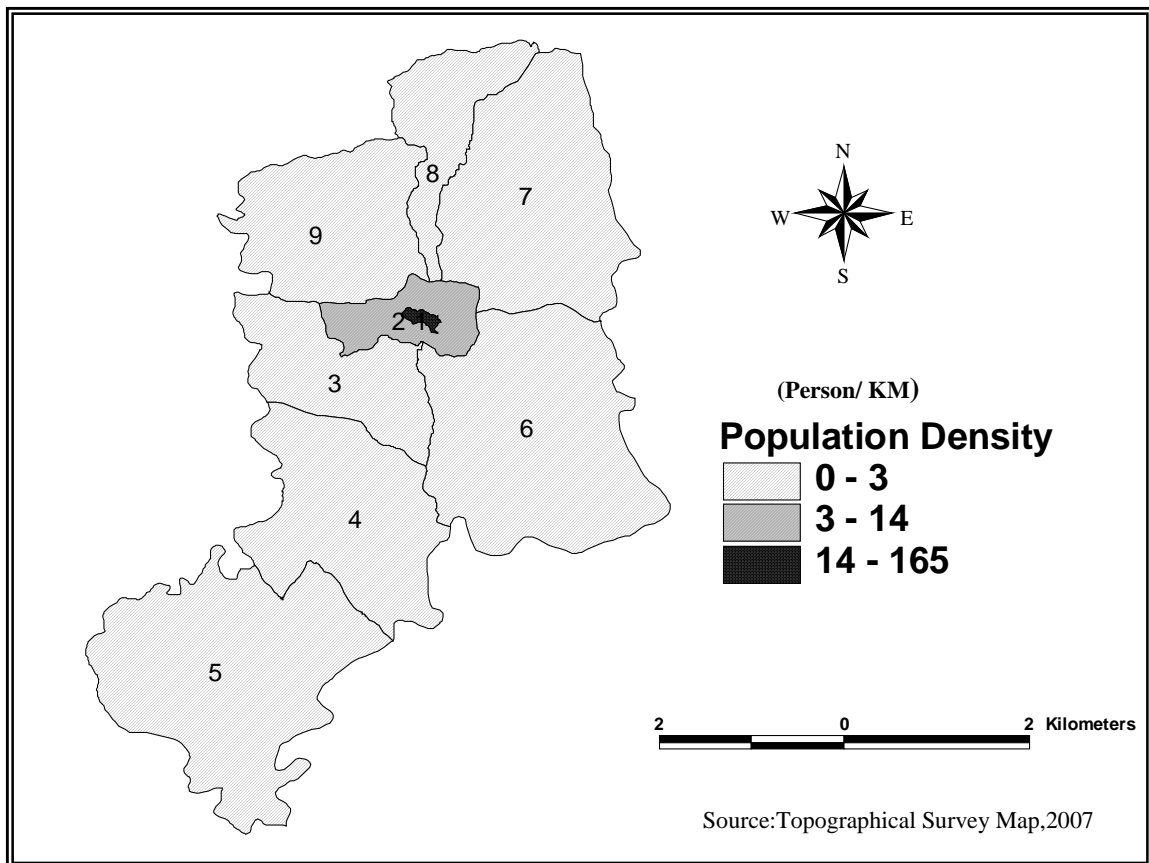 8
7
9
N
W E
S
2 1
3
6
4
5
(Person/ KM)
Population Density
0 - 3
3 - 14
14 - 165
2 0 2 Kilometers
Source:Topographical Survey Map,2007